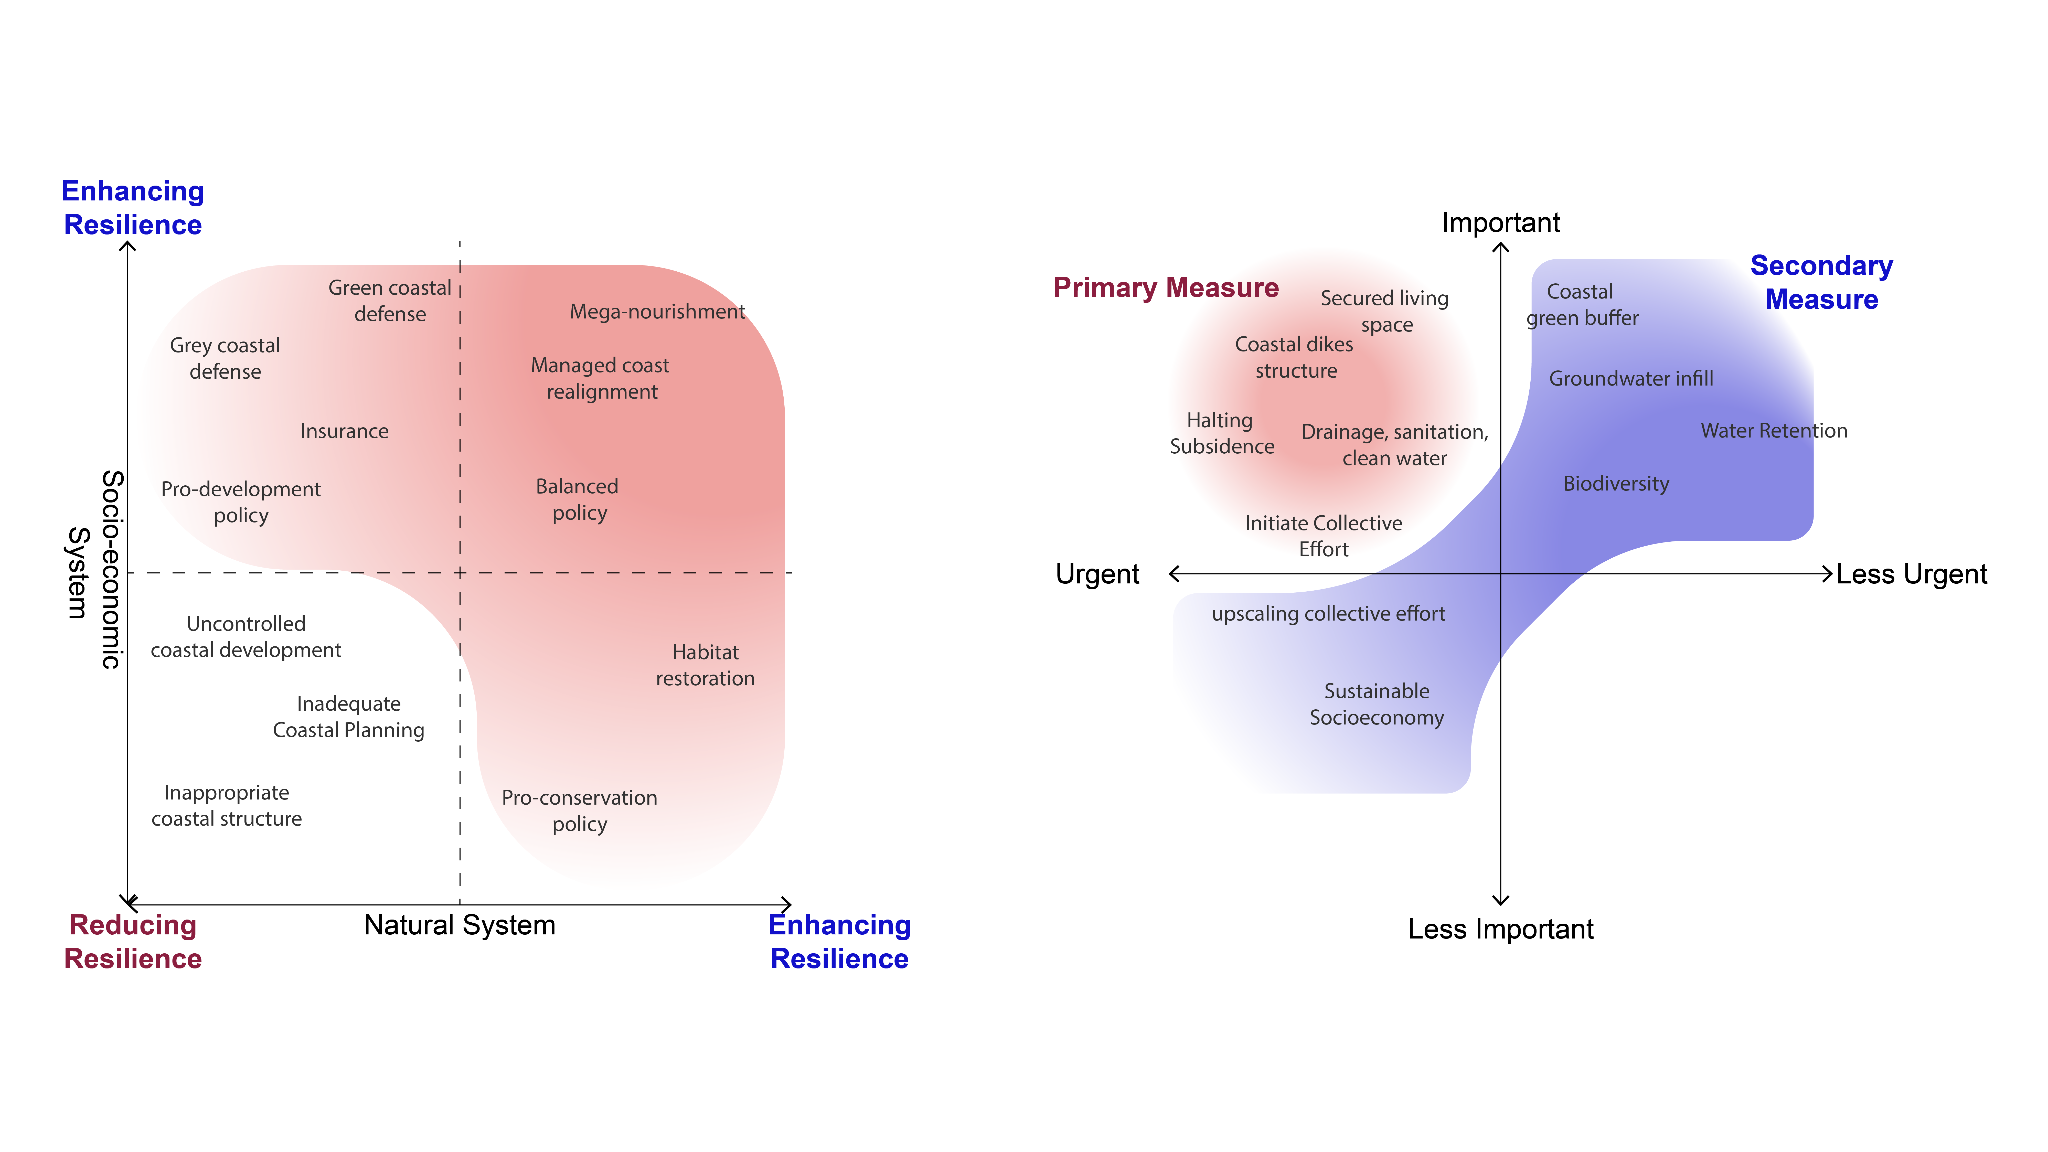 Enhancing
Resilience
Green coastal
defense
Mega-nourishment
Grey coastal
defense
Managed coast
realignment
Insurance
Pro-development
policy
Balanced
policy
Socio-economic
System
Uncontrolled
coastal development
Habitat
restoration
Inadequate
Coastal Planning
Inappropriate
coastal structure
Pro-conservation
policy
Reducing
Resilience
Natural System
Enhancing
Resilience
Important
Primary Measure
Secondary
Measure
Secured living
space
Coastal
green buffer
Coastal dikes
structure
Groundwater infill
Halting
Subsidence
Drainage, sanitation,
clean water
Water Retention
Biodiversity
Initiate Collective
Effort
Urgent
Less Urgent
upscaling collective effort
Sustainable
Socioeconomy
Less Important